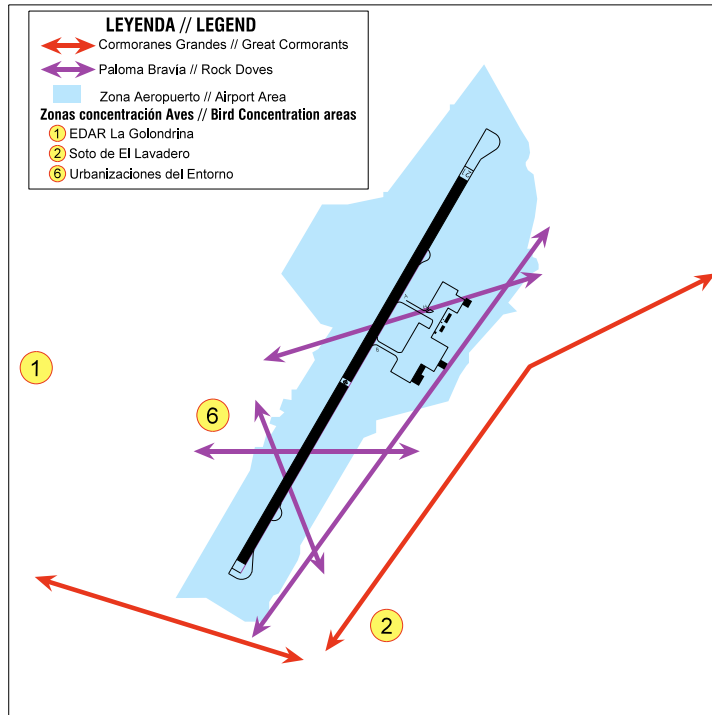 LEYENDA // LEGEND
Cormoranes Grandes // Great Cormorants
Paloma Bravía // Rock Doves
Zona Aeropuerto // Airport Area
Zonas concentración Aves // Bird Concentration areas
1 EDAR La Golondrina
2 Soto de El Lavadero
6 Urbanizaciones del Entorno
1
6
2